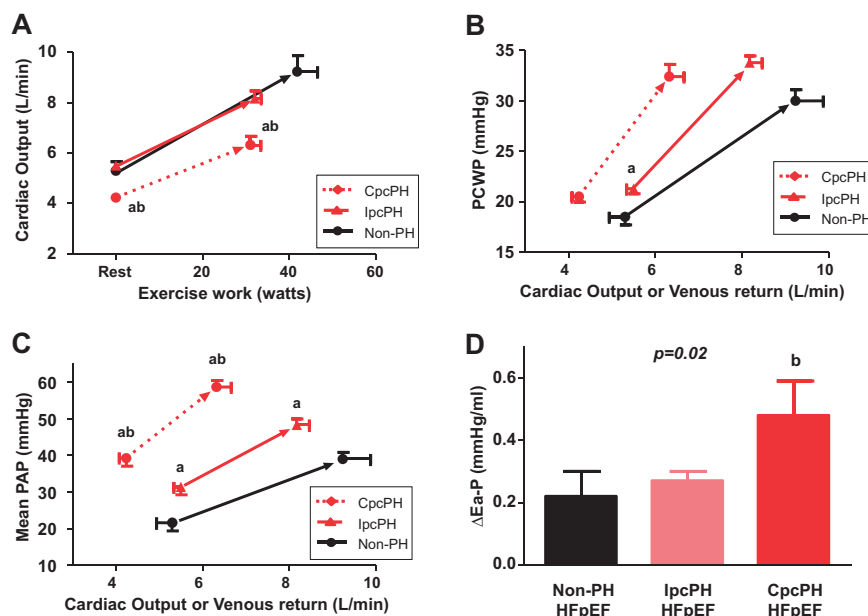 A
Cardiac Output (L/min)
10
8
6
4
2
ab
ab
CpcPH
IpcPH
Non-PH
Rest 20 40 60
Exercise work (watts)
B
PCWP (mmHg)
35
30
25
20
15
a
CpcPH
IpcPH
Non-PH
4 6 8 10
Cardiac Output or Venous return (L/min)
C
Mean PAP (mmHg)
60
50
40
30
20
10
ab
ab
a
a
CpcPH
IpcPH
Non-PH
4 6 8 10
Cardiac Output or Venous return (L/min)
D
ΔEa-P (mmHg/ml)
0.6
0.4
0.2
0.0
p=0.02
b
Non-PH IpcPH CpcPH
HFpEF HFpEF HFpEF